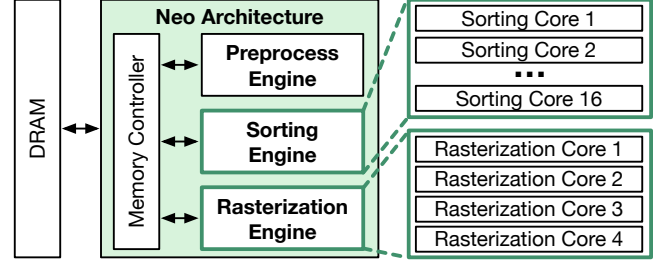 DRAM
Neo Architecture
Memory Controller
Preprocess
Engine
Sorting
Engine
Rasterization
Engine
Sorting Core 1
Sorting Core 2
...
Sorting Core 16
Rasterization Core 1
Rasterization Core 2
Rasterization Core 3
Rasterization Core 4